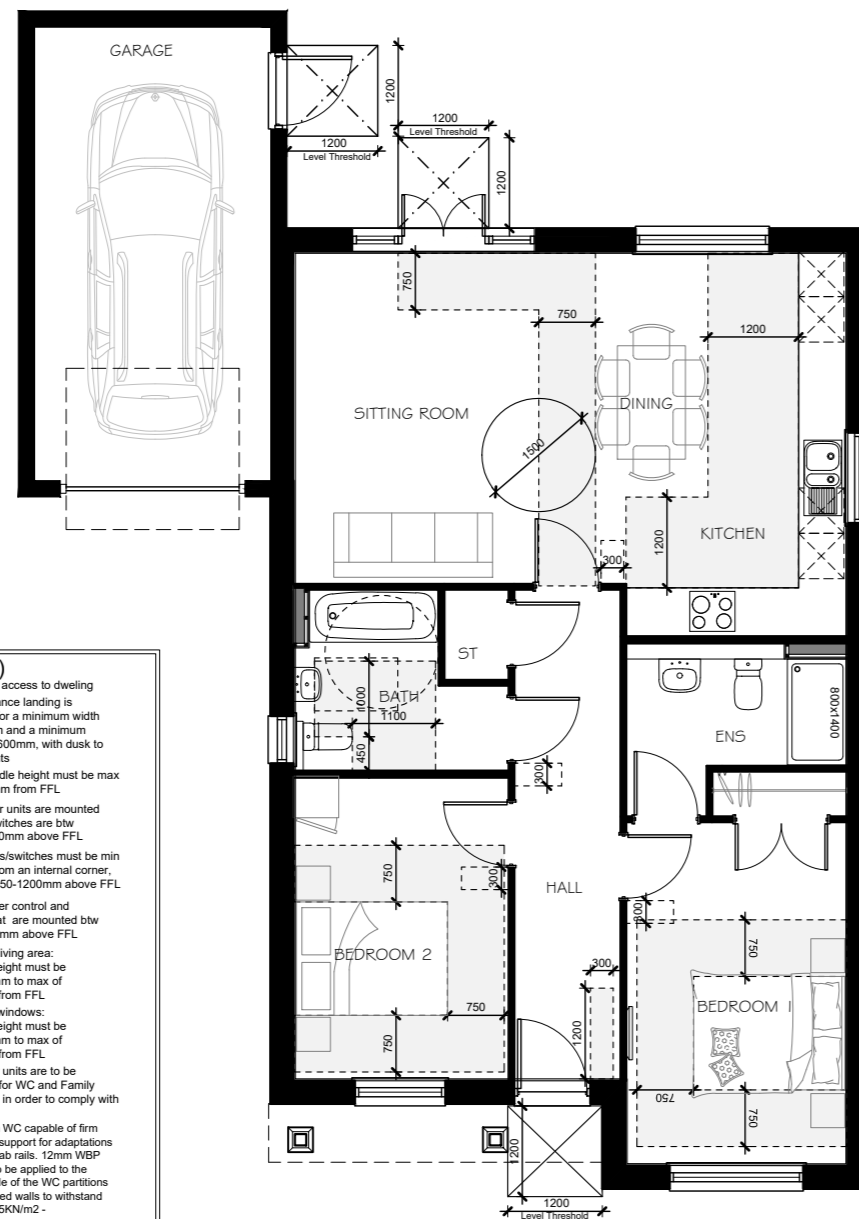 GARAGE
1200
1200
Level Threshold
1200
Level Threshold
1200
750
750
1200
SITTING ROOM
DINING
1500
KITCHEN
1200
300
ST
BATH
1000
1100
450
ENS
800x1400
300
750
300
HALL
BEDROOM 2
750
750
300
750
BEDROOM 1
300
1200
750
750
1200
1200
Level Threshold
)
access to dweling
ance landing is
or a minimum width
and a minimum
600mm, with dusk to
ts
dle height must be max
m from FFL
r units are mounted
witches are btw
0mm above FFL
s/switches must be min
om an internal corner,
50-1200mm above FFL
er control and
at are mounted btw
mm above FFL
iving area:
eight must be
m to max of
from FFL
windows:
eight must be
m to max of
from FFL
units are to be
for WC and Family
in order to comply with
WC capable of firm
support for adaptations
ab rails. 12mm WBP
o be applied to the
de of the WC partitions
ed walls to withstand
5KN/m2 -